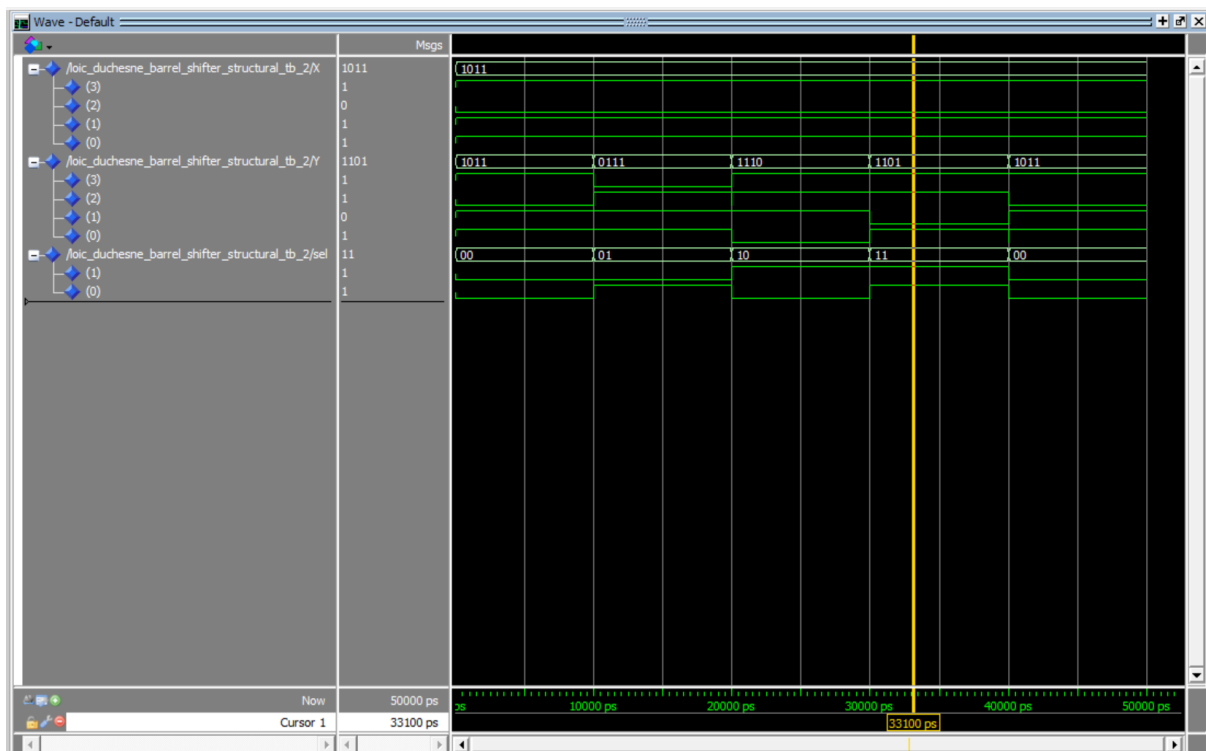 Wave - Default
Msgs
/loic_duchesne_barrel_shifter_structural_tb_2/X 1011 1011
(3) 1
(2) 0
(1) 1
(0) 1
/loic_duchesne_barrel_shifter_structural_tb_2/Y 1101 1011 0111 1110 1101 1011
(3) 1
(2) 1
(1) 0
(0) 1
/loic_duchesne_barrel_shifter_structural_tb_2/sel 11 00 01 10 11 00
(1) 1
(0) 1
Now 50000 ps ps 10000 ps 20000 ps 30000 ps 40000 ps 50000 ps
Cursor 1 33100 ps 33100 ps